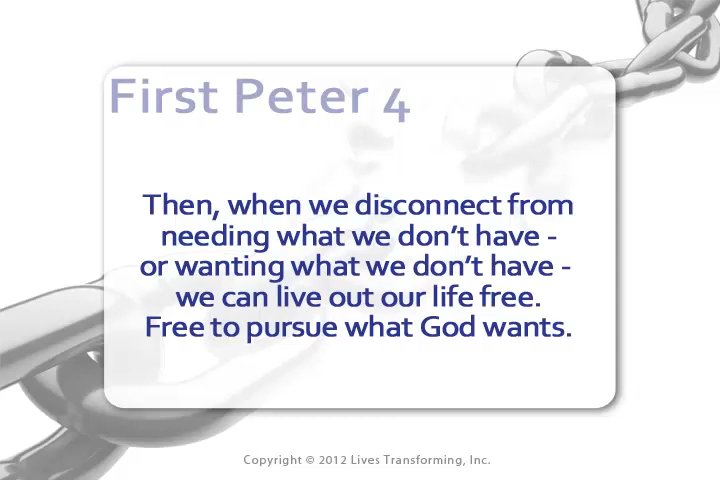 First Peter 4
Then, when we disconnect from
needing what we don’t have -
or wanting what we don’t have -
we can live out our life free.
Free to pursue what God wants.
Copyright © 2012 Lives Transforming, Inc.